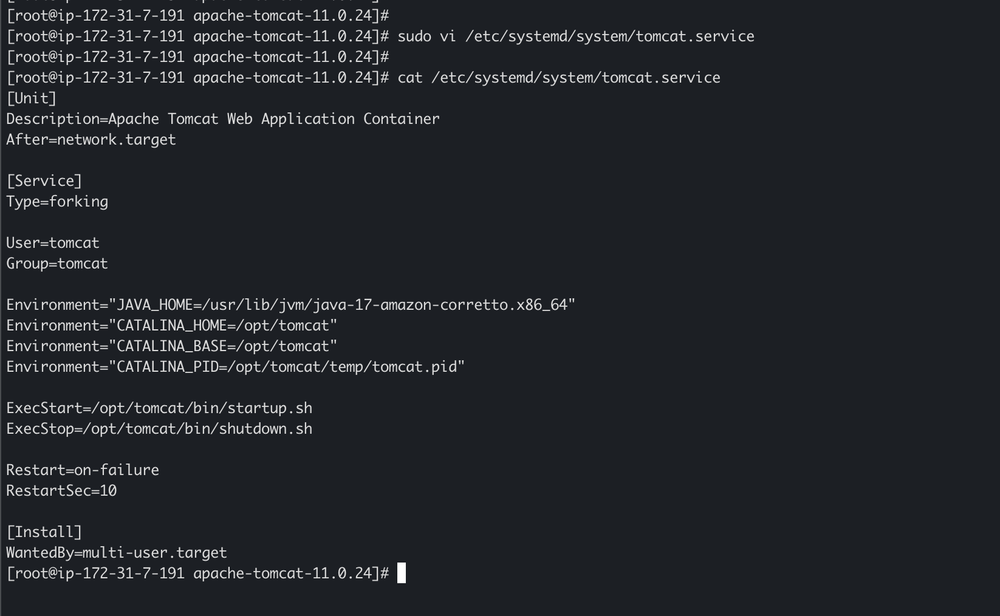 [root@ip-172-31-7-191 apache-tomcat-11.0.24]#
[root@ip-172-31-7-191 apache-tomcat-11.0.24]# sudo vi /etc/systemd/system/tomcat.service
[root@ip-172-31-7-191 apache-tomcat-11.0.24]#
[root@ip-172-31-7-191 apache-tomcat-11.0.24]# cat /etc/systemd/system/tomcat.service
[Unit]
Description=Apache Tomcat Web Application Container
After=network.target

[Service]
Type=forking

User=tomcat
Group=tomcat

Environment="JAVA_HOME=/usr/lib/jvm/java-17-amazon-corretto.x86_64"
Environment="CATALINA_HOME=/opt/tomcat"
Environment="CATALINA_BASE=/opt/tomcat"
Environment="CATALINA_PID=/opt/tomcat/temp/tomcat.pid"

ExecStart=/opt/tomcat/bin/startup.sh
ExecStop=/opt/tomcat/bin/shutdown.sh

Restart=on-failure
RestartSec=10

[Install]
WantedBy=multi-user.target
[root@ip-172-31-7-191 apache-tomcat-11.0.24]#